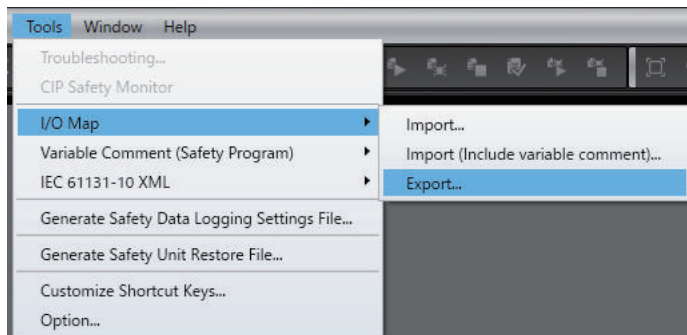 Tools Window Help
Troubleshooting...
CIP Safety Monitor
I/O Map
Import...
Variable Comment (Safety Program)
Import (Include variable comment)...
IEC 61131-10 XML
Export...
Generate Safety Data Logging Settings File...
Generate Safety Unit Restore File...
Customize Shortcut Keys...
Option...